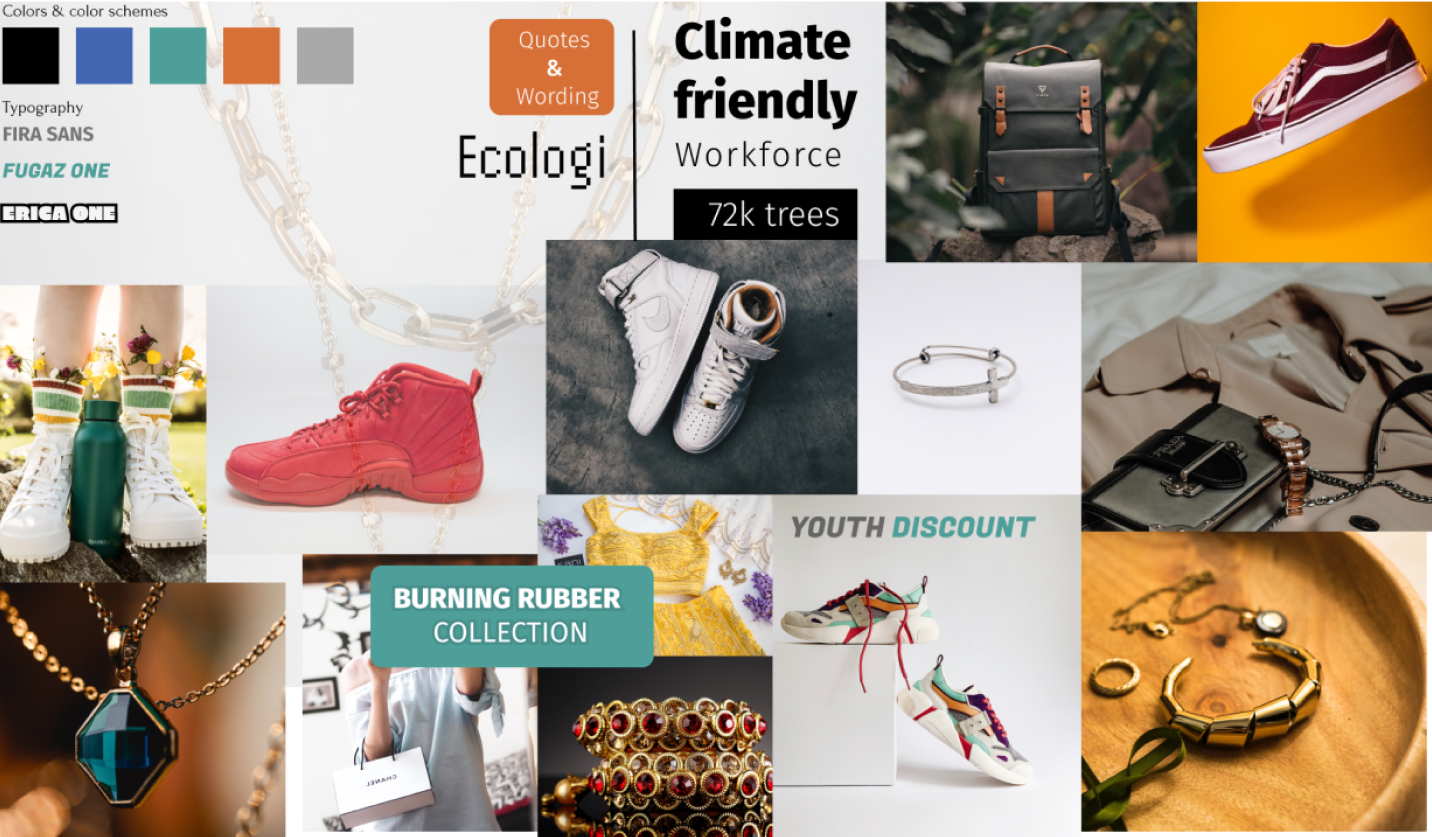 Colors & color schemes
Typography
FIRA SANS
FUGAZ ONE
ERICA ONE
Quotes
&
Wording
Ecologi
Climate
friendly
Workforce
72k trees
PRADA
YOUTH DISCOUNT
BURNING RUBBER
COLLECTION
CHANEL